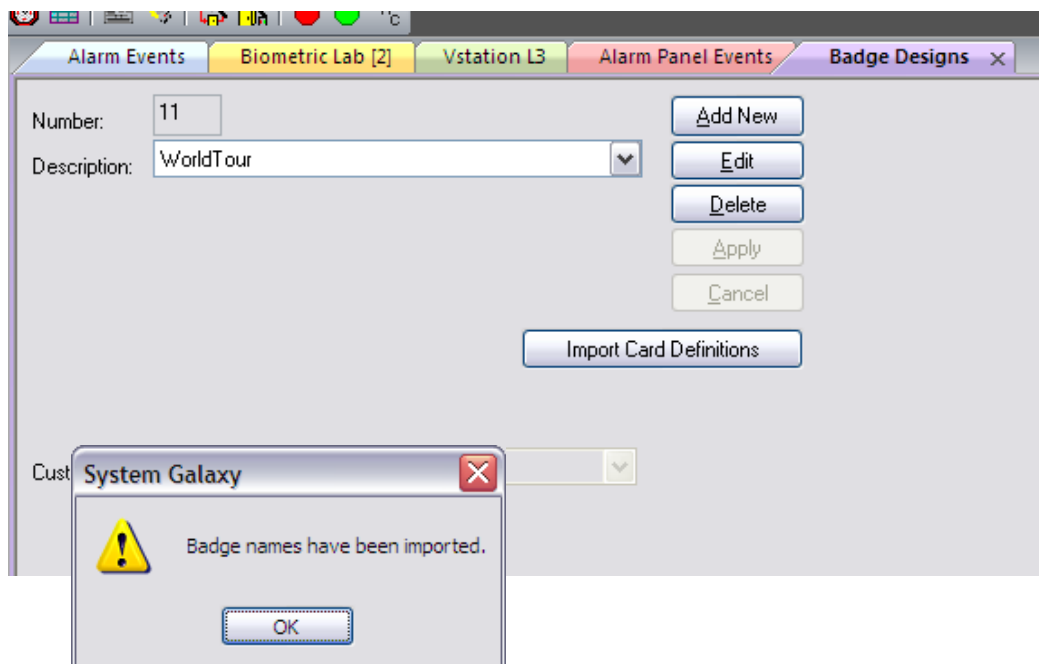 Alarm Events Biometric Lab [2] Vstation L3 Alarm Panel Events Badge Designs
Number: 11 Add New
Description: WorldTour Edit
Delete
Apply
Cancel
Import Card Definitions
Cust
System Galaxy
Badge names have been imported.
OK